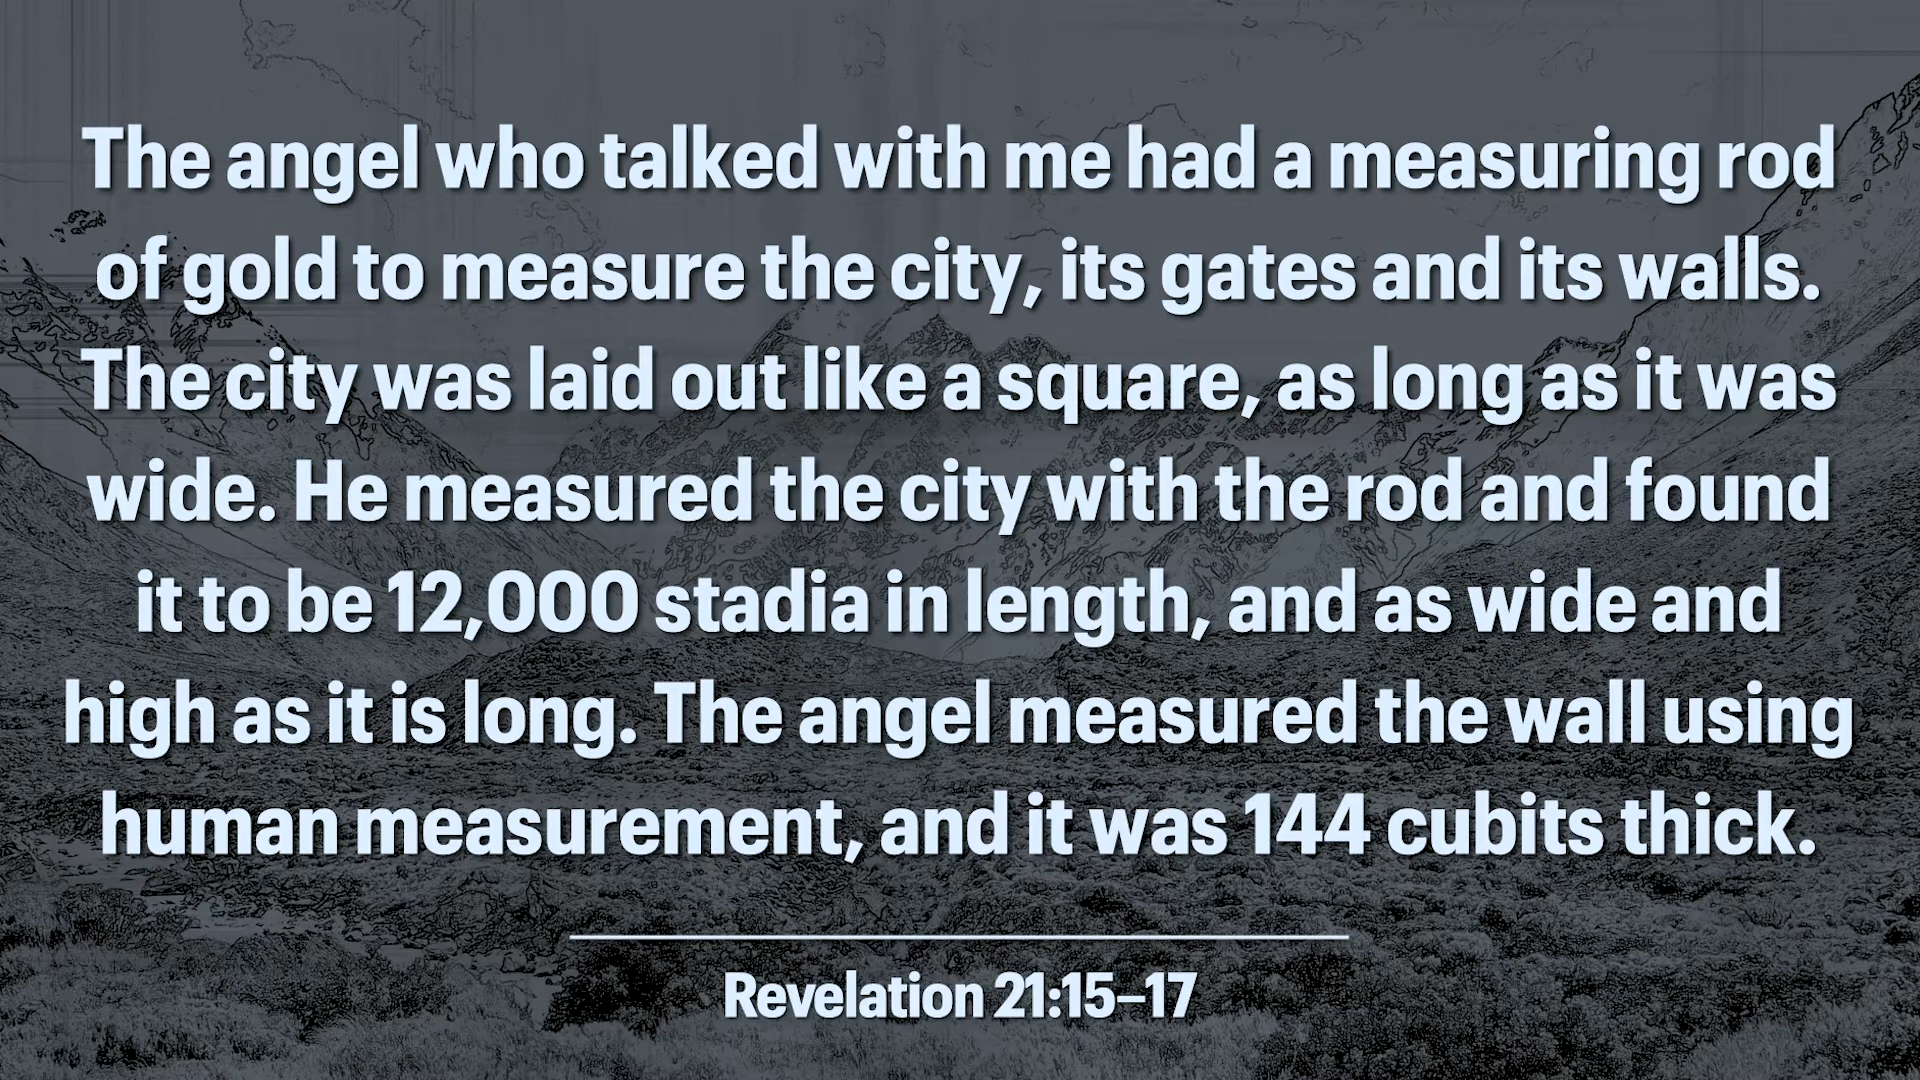 The angel who talked with me had a measuring rod
of gold to measure the city, its gates and its walls.
The city was laid out like a square, as long as it was
wide. He measured the city with the rod and found
it to be 12,000 stadia in length, and as wide and
high as it is long. The angel measured the wall using
human measurement, and it was 144 cubits thick.
Revelation 21:15–17